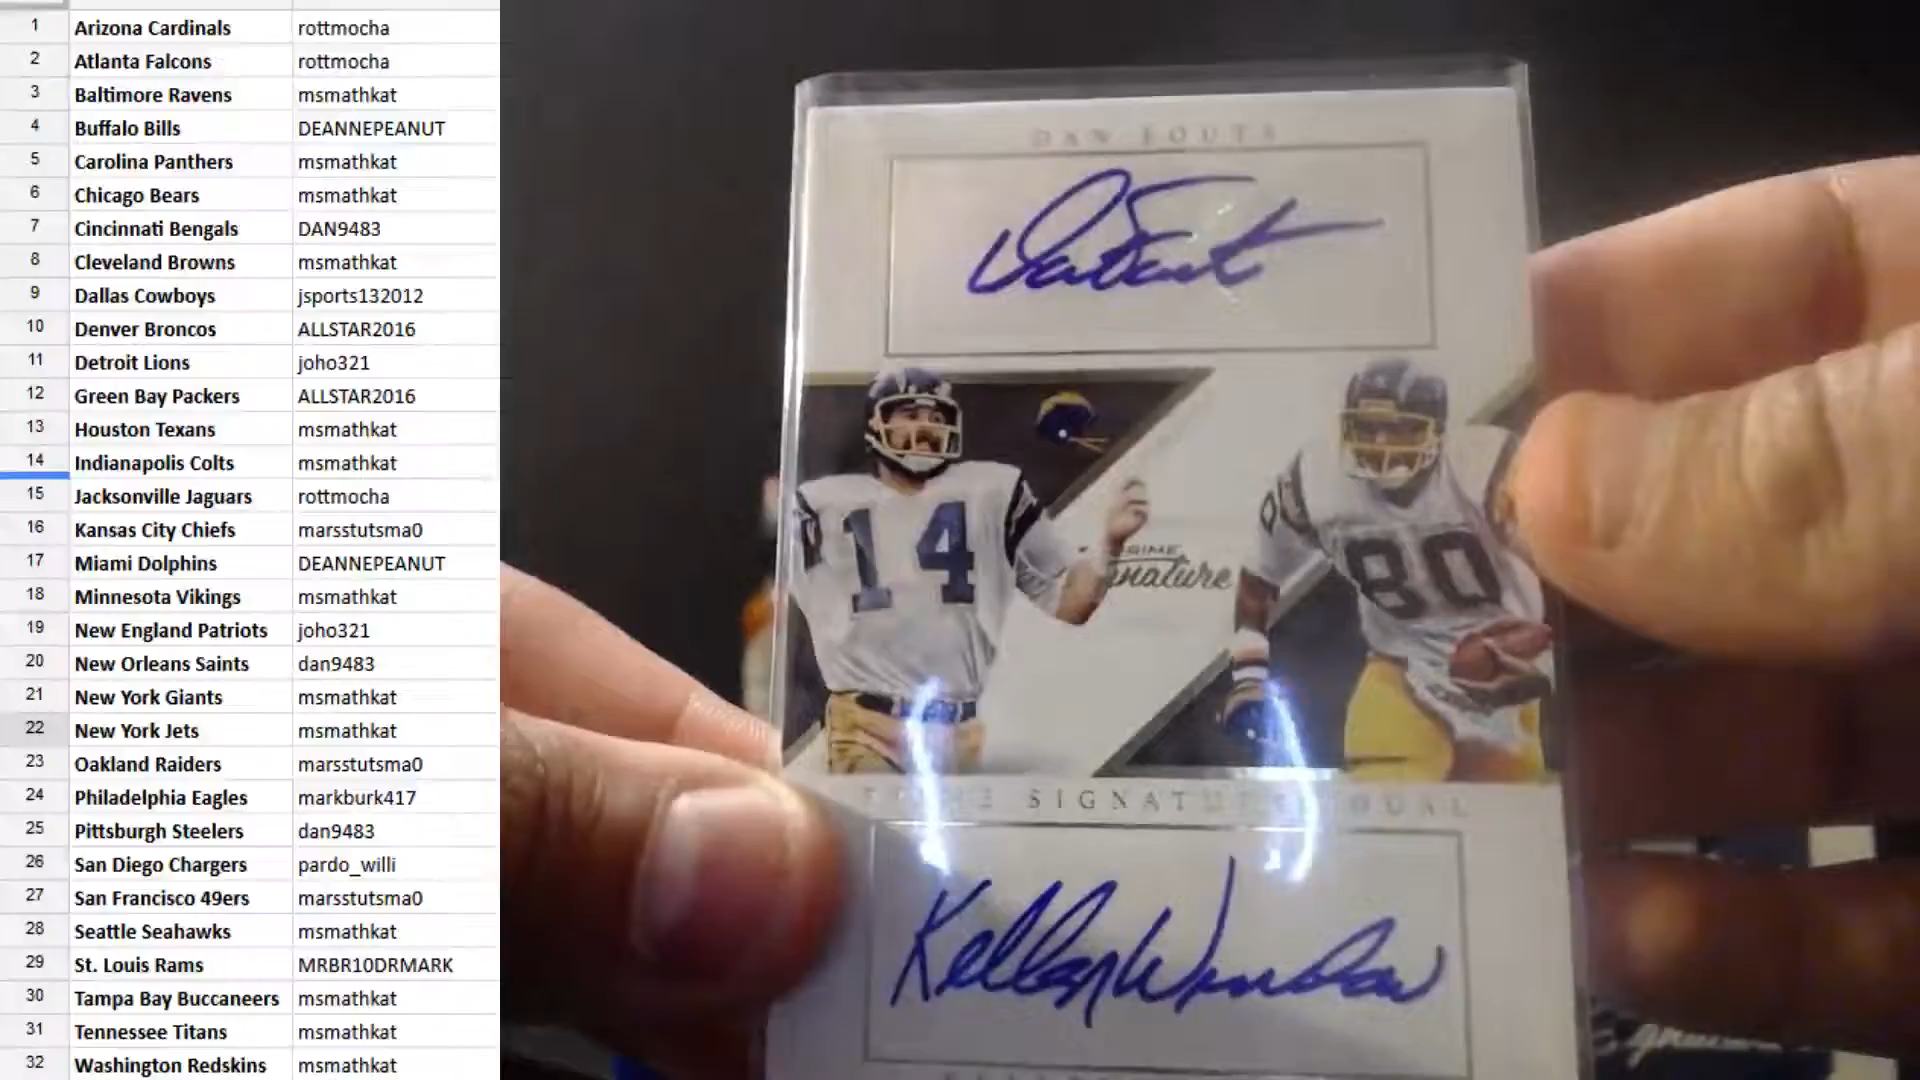 1 Arizona Cardinals rottmocha
2 Atlanta Falcons rottmocha
3 Baltimore Ravens msmathkat
4 Buffalo Bills DEANNEPEANUT
5 Carolina Panthers msmathkat
6 Chicago Bears msmathkat
7 Cincinnati Bengals DAN9483
8 Cleveland Browns msmathkat
9 Dallas Cowboys jsports132012
10 Denver Broncos ALLSTAR2016
11 Detroit Lions joho321
12 Green Bay Packers ALLSTAR2016
13 Houston Texans msmathkat
14 Indianapolis Colts msmathkat
15 Jacksonville Jaguars rottmocha
16 Kansas City Chiefs marsstutsma0
17 Miami Dolphins DEANNEPEANUT
18 Minnesota Vikings msmathkat
19 New England Patriots joho321
20 New Orleans Saints dan9483
21 New York Giants msmathkat
22 New York Jets msmathkat
23 Oakland Raiders marsstutsma0
24 Philadelphia Eagles markburk417
25 Pittsburgh Steelers dan9483
26 San Diego Chargers pardo_willi
27 San Francisco 49ers marsstutsma0
28 Seattle Seahawks msmathkat
29 St. Louis Rams MRBR10DRMARK
30 Tampa Bay Buccaneers msmathkat
31 Tennessee Titans msmathkat
32 Washington Redskins msmathkat
DAN FOUTS
14
80
DUAL
Kellen Winslow